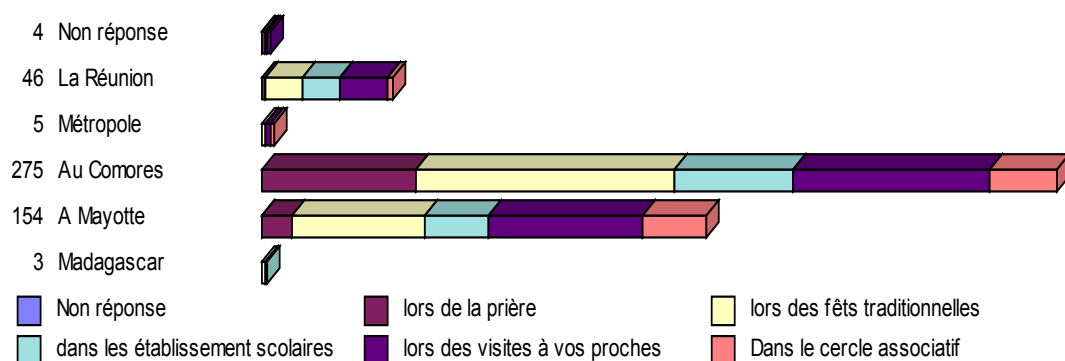 4 Non réponse
46 La Réunion
5 Métropole
275 Au Comores
154 A Mayotte
3 Madagascar
Non réponse lors de la prière lors des fêts traditionnelles
dans les établissement scolaires lors des visites à vos proches Dans le cercle associatif